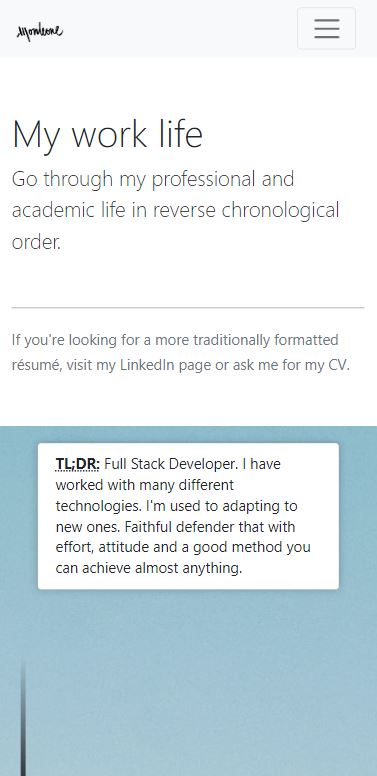 Monleone
My work life
Go through my professional and
academic life in reverse chronological
order.
If you're looking for a more traditionally formatted
résumé, visit my LinkedIn page or ask me for my CV.
TL;DR: Full Stack Developer. I have
worked with many different
technologies. I'm used to adapting to
new ones. Faithful defender that with
effort, attitude and a good method you
can achieve almost anything.